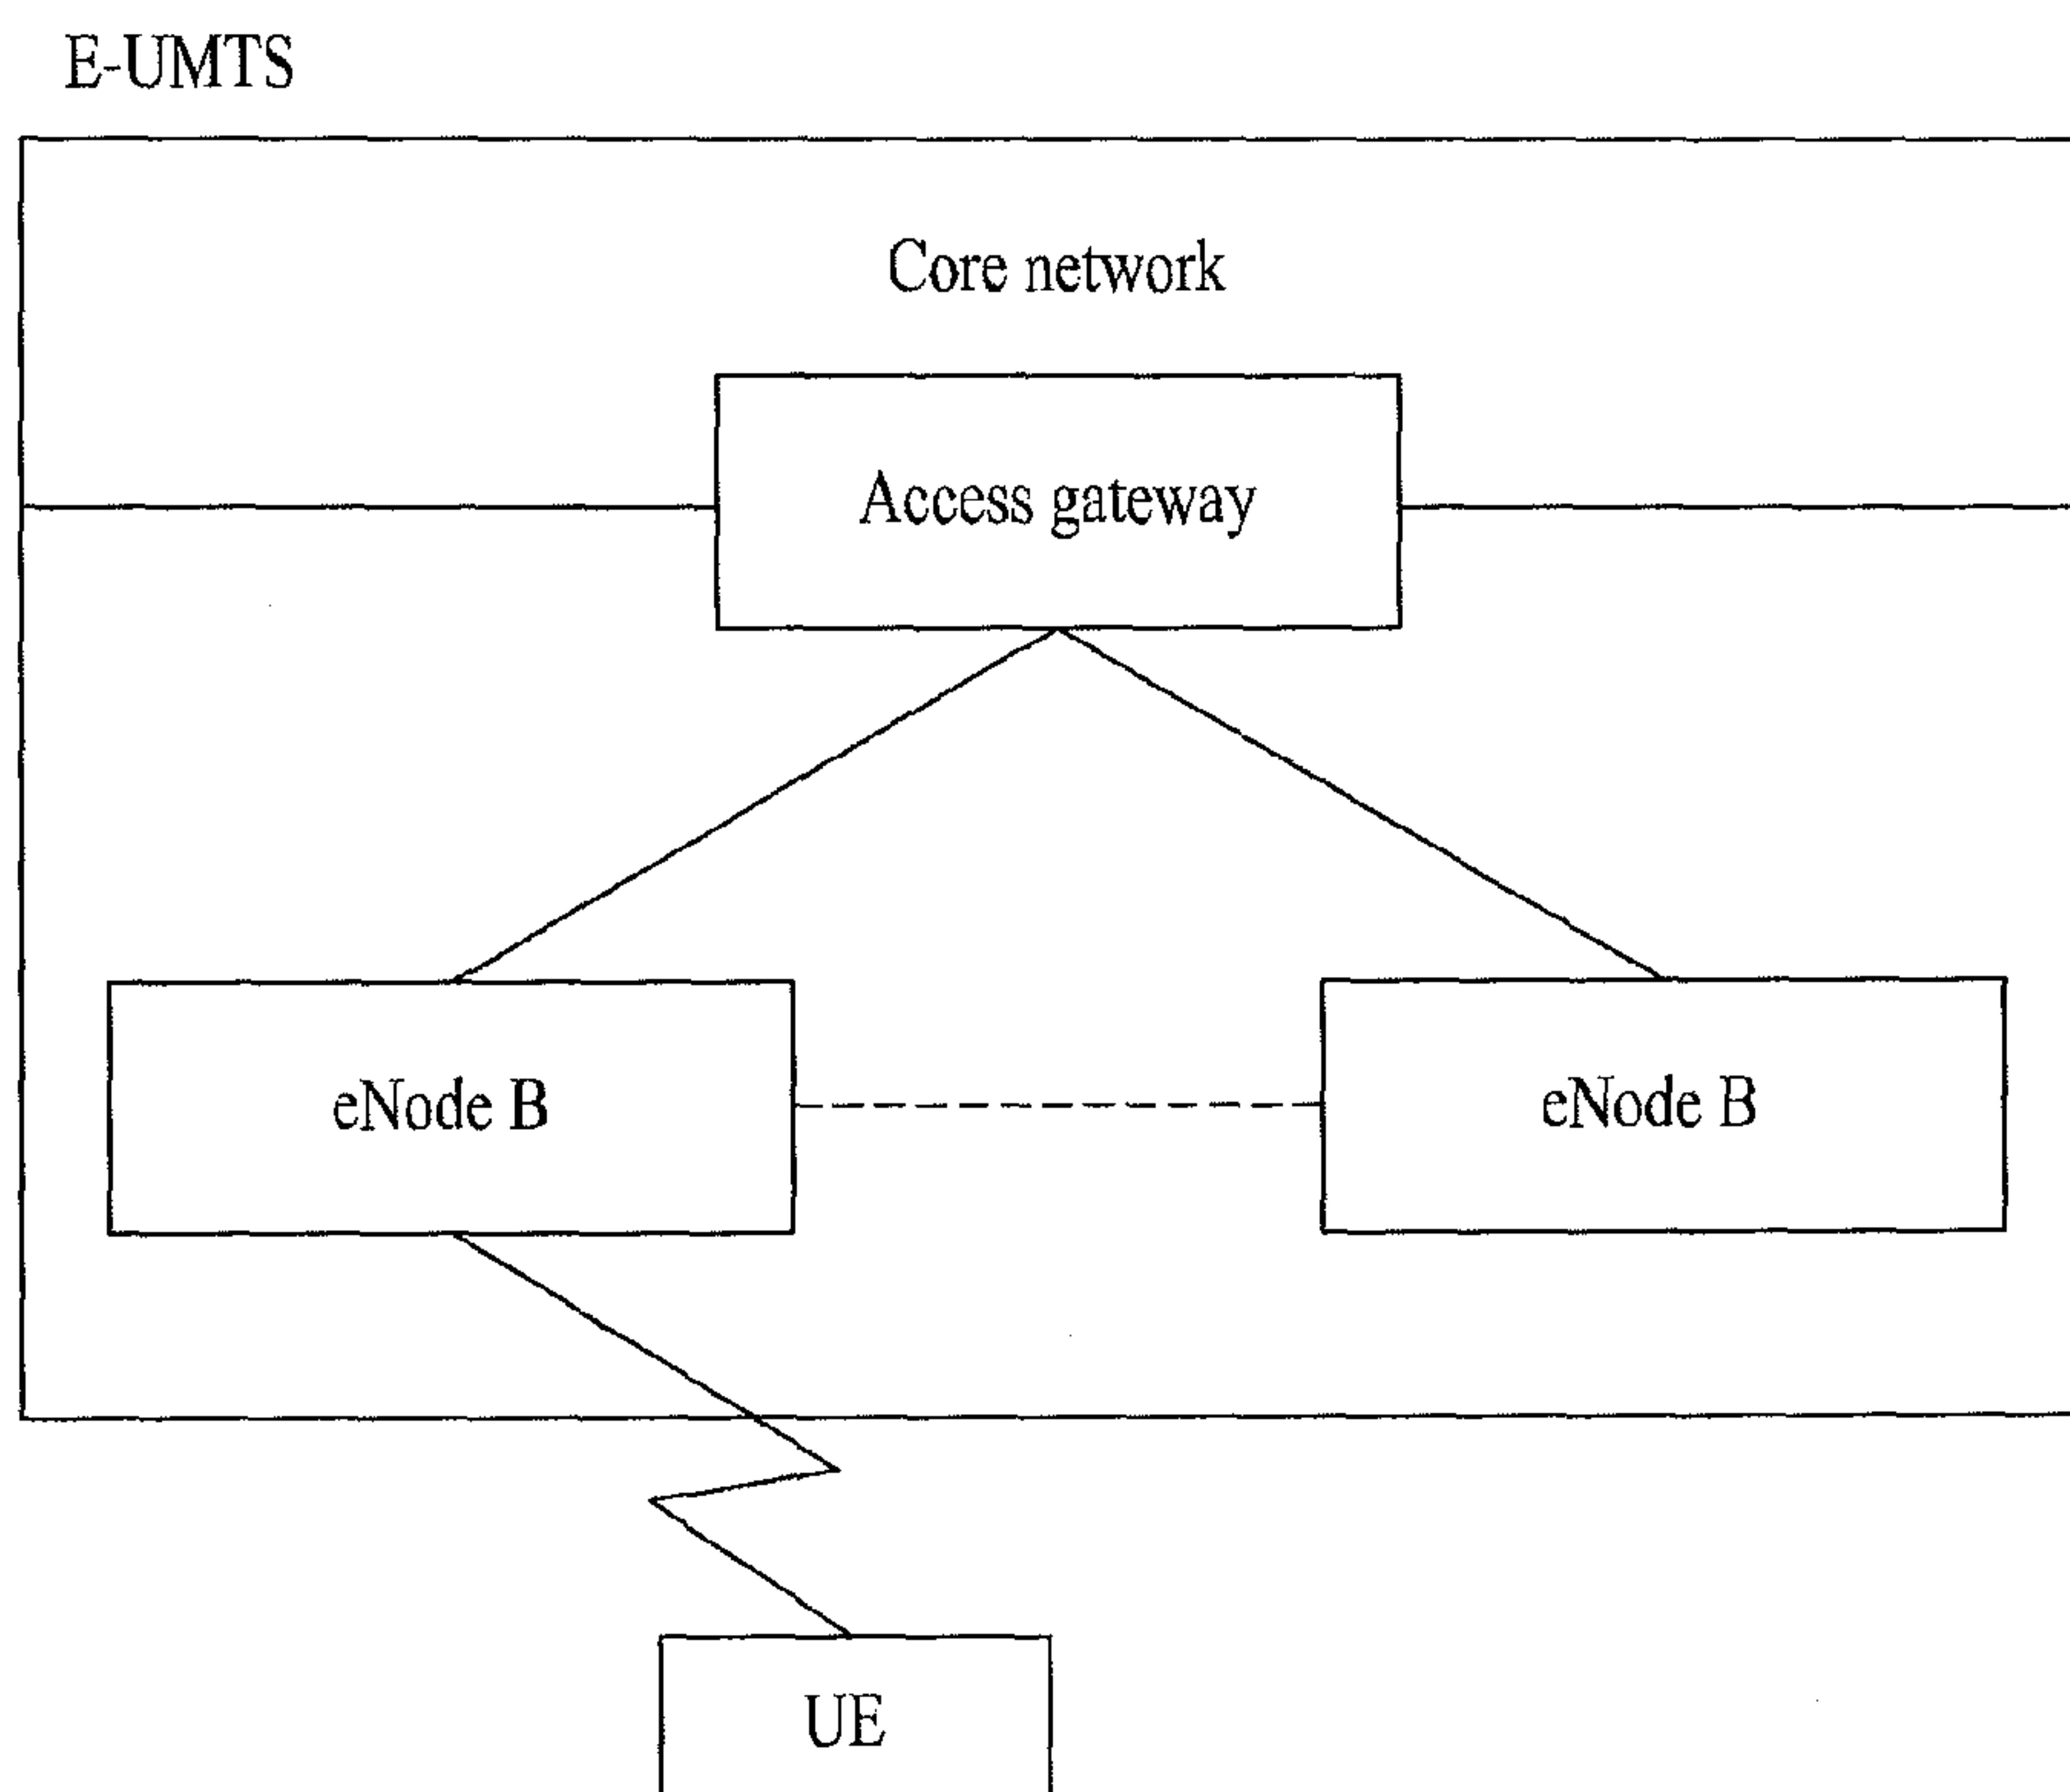 E-UMTS
Core network
Access gateway
eNode B
eNode B
UE